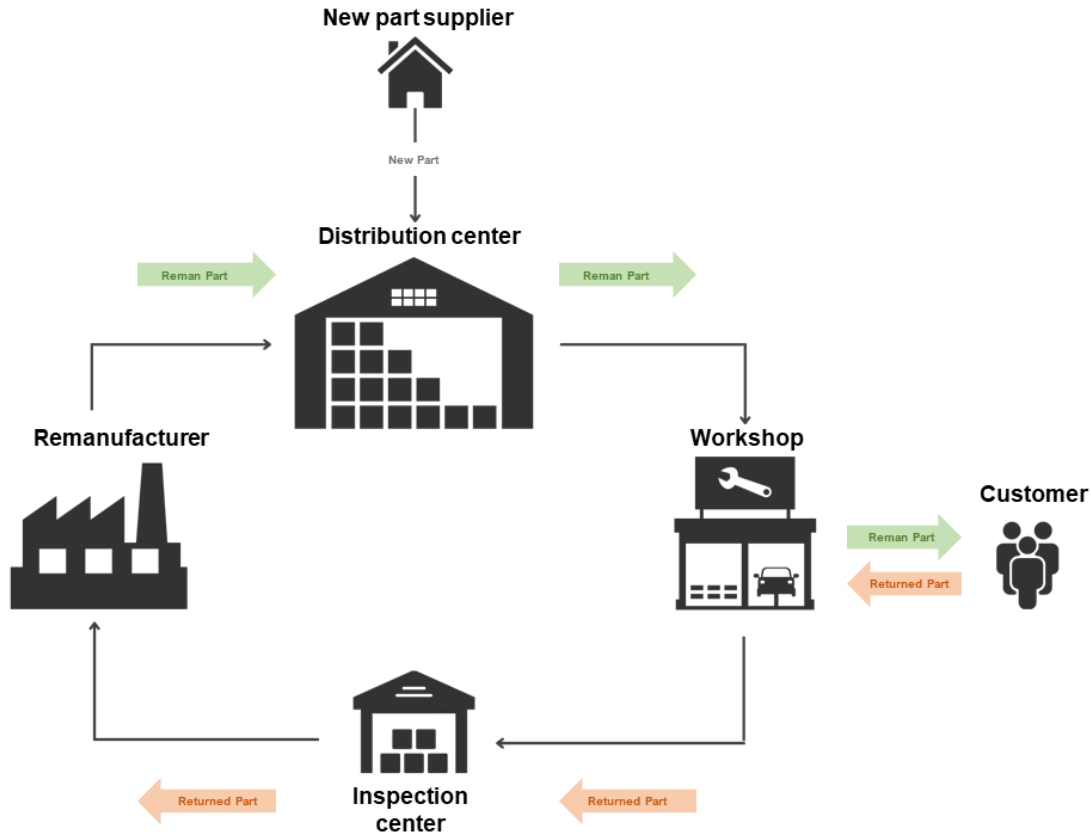 New part supplier
New Part
Distribution center
Reman Part
Reman Part
Remanufacturer
Workshop
Customer
Reman Part
Returned Part
Returned Part
Returned Part
Inspection
center